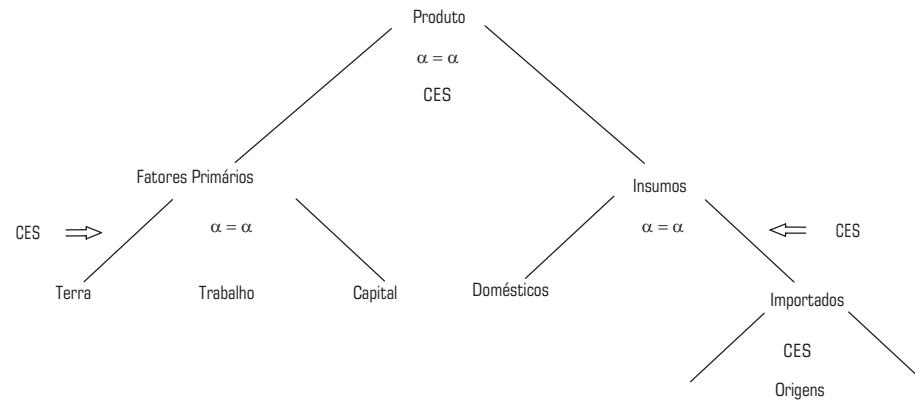 Produto
α = α
CES
Fatores Primários
Insumos
CES
α = α
α = α
CES
Terra
Trabalho
Capital
Domésticos
Importados
CES
Origens